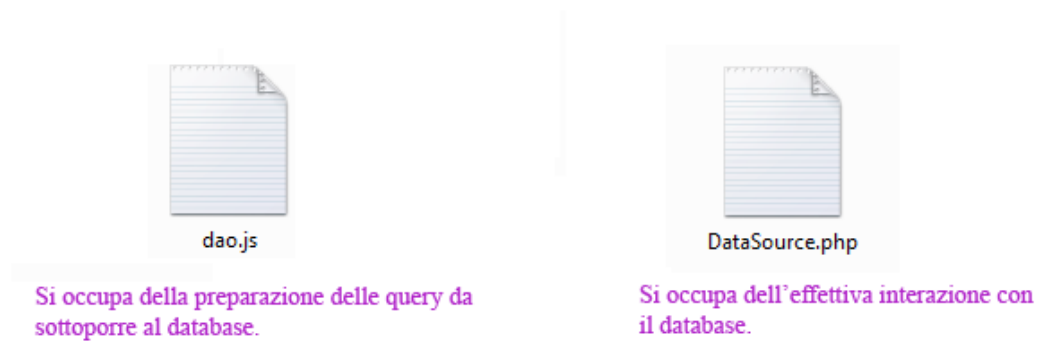 dao.js
Si occupa della preparazione delle query da
sottoporre al database.
DataSource.php
Si occupa dell’effettiva interazione con
il database.